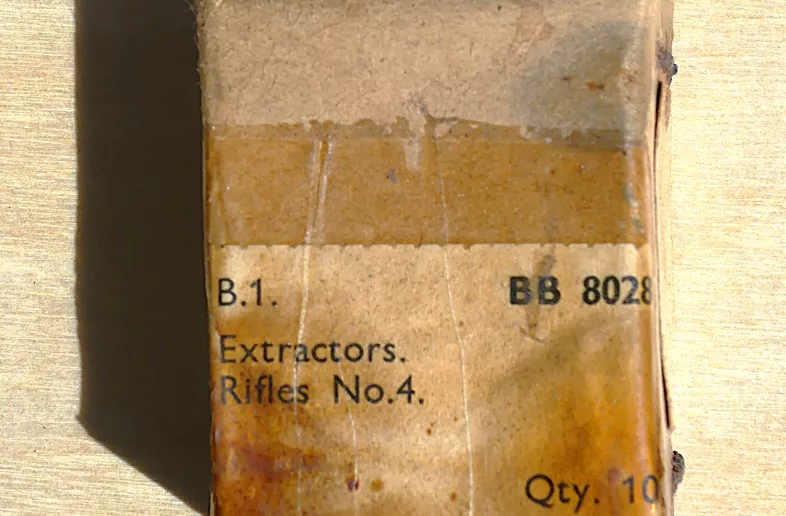 B.1. BB 8028
Extractors.
Rifles No.4.
Qty. 10